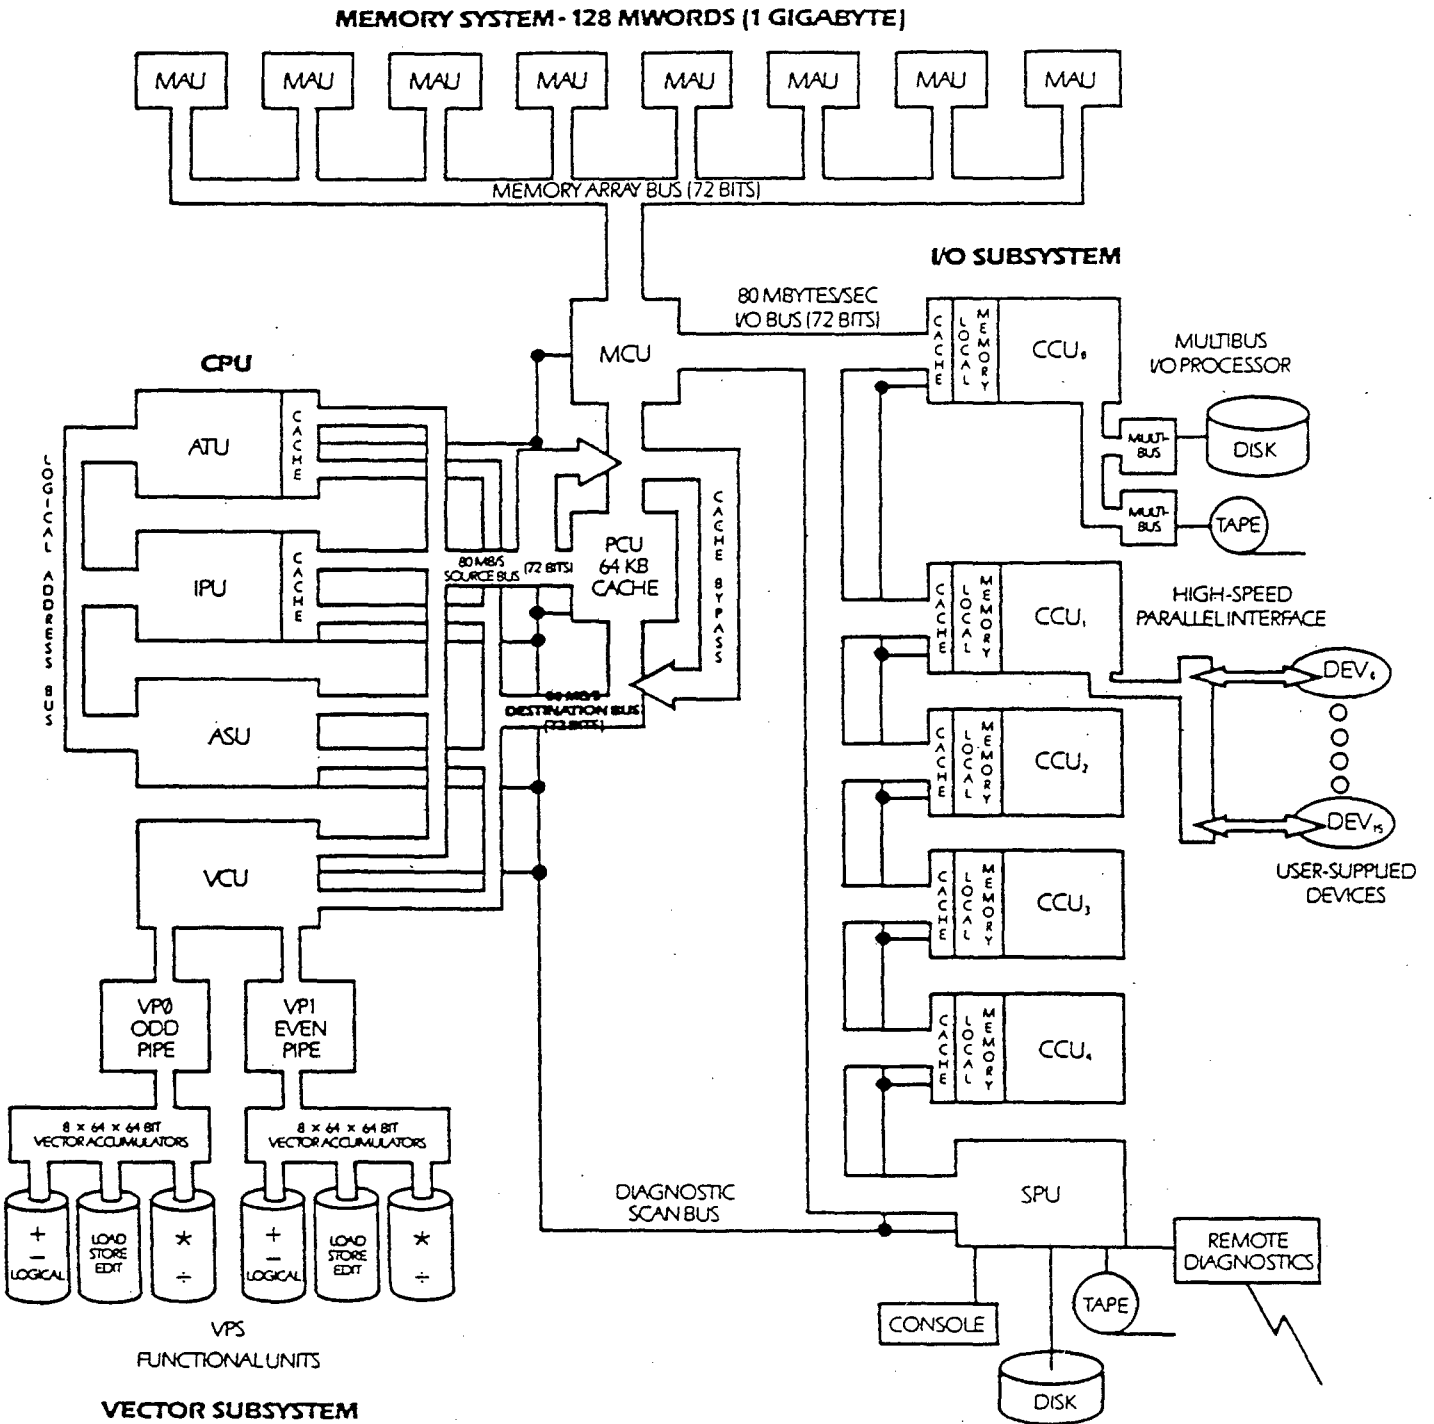 MEMORY SYSTEM - 128 MWORDS (1 GIGABYTE)
MAU MAU MAU MAU MAU MAU MAU MAU
MEMORY ARRAY BUS (72 BITS)
I/O SUBSYSTEM
80 MBYTES/SEC
I/O BUS (72 BITS)
MCU
CACHE
LOCAL
MEMORY
CCU₀
MULTIBUS
I/O PROCESSOR
MULTI-
BUS
DISK
MULTI-
BUS
TAPE
CPU
LOGICAL ADDRESS BUS
ATU
CACHE
IPU
CACHE
80 MB/S
SOURCE BUS
(72 BITS)
PCU
64 KB
CACHE
CACHE BYPASS
DESTINATION BUS
(72 BITS)
ASU
VCU
CACHE
LOCAL
MEMORY
CCU₁
HIGH-SPEED
PARALLEL INTERFACE
DEV₀
DEV₁₅
USER-SUPPLIED
DEVICES
CACHE
LOCAL
MEMORY
CCU₂
CACHE
LOCAL
MEMORY
CCU₃
CACHE
LOCAL
MEMORY
CCU₄
VP0
ODD
PIPE
VP1
EVEN
PIPE
8 × 64 × 64 BIT
VECTOR ACCUMULATORS
8 × 64 × 64 BIT
VECTOR ACCUMULATORS
+
−
LOGICAL
LOAD
STORE
EDIT
*
÷
+
−
LOGICAL
LOAD
STORE
EDIT
*
÷
VPS
FUNCTIONAL UNITS
VECTOR SUBSYSTEM
DIAGNOSTIC
SCAN BUS
SPU
REMOTE
DIAGNOSTICS
CONSOLE
TAPE
DISK